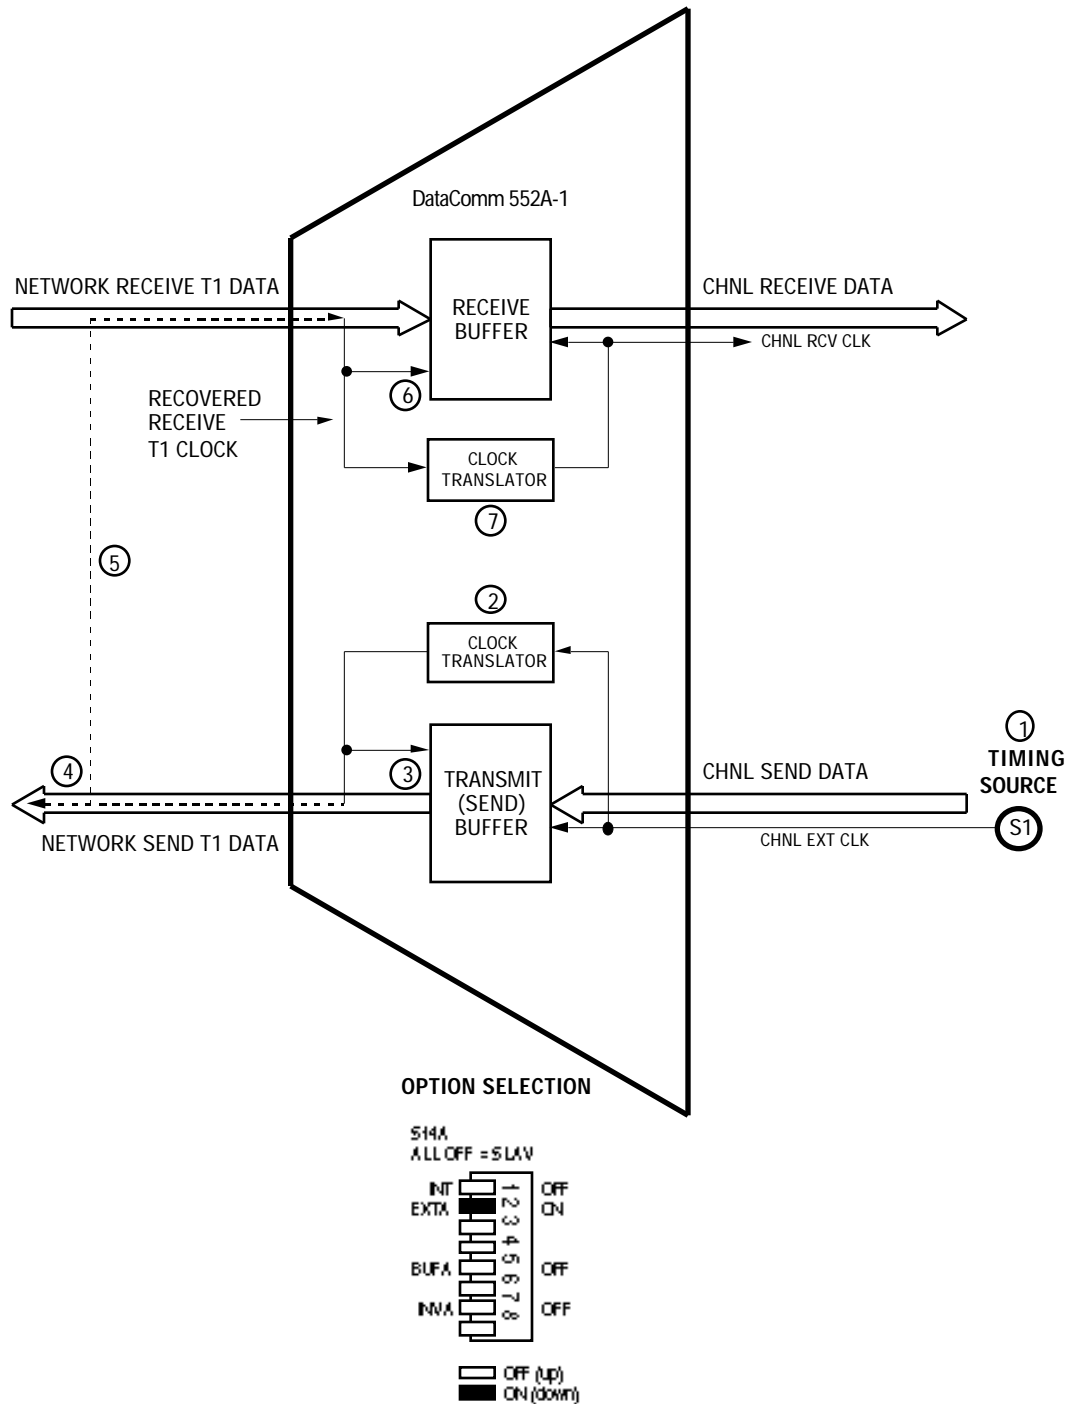 DataComm 552A-1
NETWORK RECEIVE T1 DATA
RECEIVE
BUFFER
CHNL RECEIVE DATA
CHNL RCV CLK
6
RECOVERED
RECEIVE
T1 CLOCK
CLOCK
TRANSLATOR
7
5
2
CLOCK
TRANSLATOR
1
TIMING
SOURCE
S1
4
3
TRANSMIT
(SEND)
BUFFER
CHNL SEND DATA
NETWORK SEND T1 DATA
CHNL EXT CLK
OPTION SELECTION
S14A
ALL OFF = SLAV
INT 1 OFF
EXTA 2 ON
3
4
BUFA 5 OFF
6
INVA 7 OFF
8
OFF (up)
ON (down)